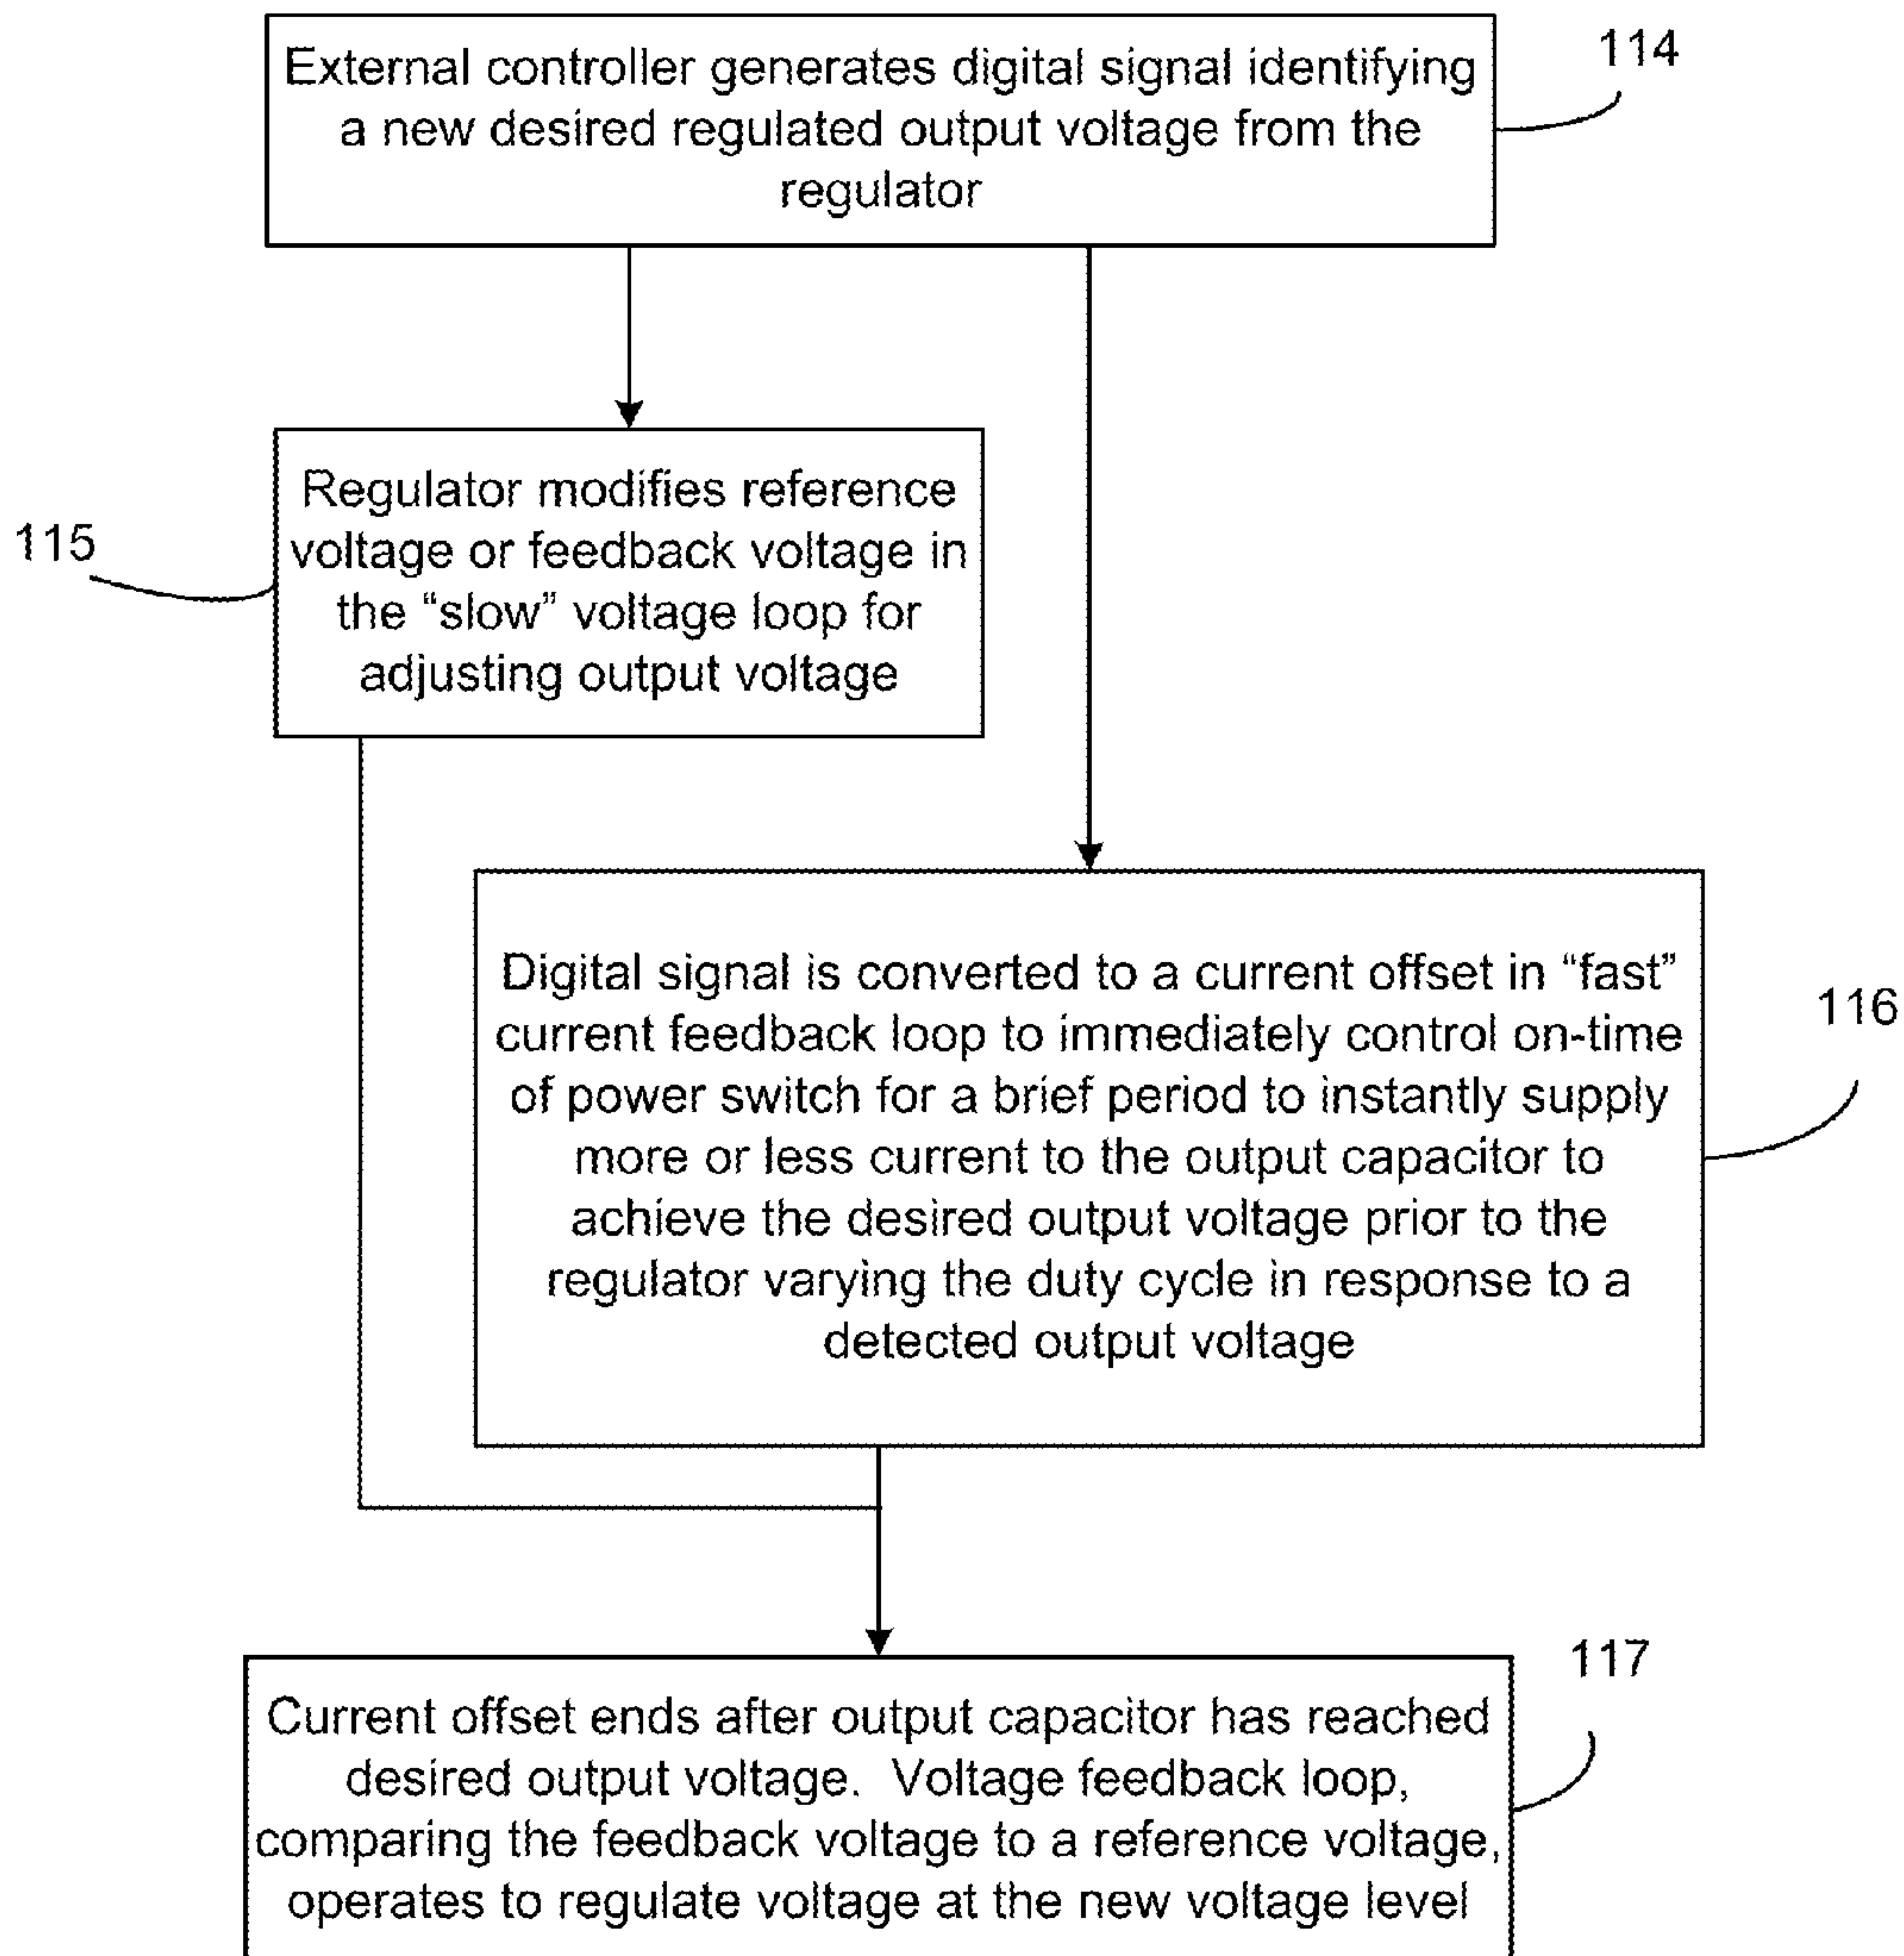 External controller generates digital signal identifying
a new desired regulated output voltage from the
regulator
114
Regulator modifies reference
voltage or feedback voltage in
the “slow” voltage loop for
adjusting output voltage
115
Digital signal is converted to a current offset in “fast”
current feedback loop to immediately control on-time
of power switch for a brief period to instantly supply
more or less current to the output capacitor to
achieve the desired output voltage prior to the
regulator varying the duty cycle in response to a
detected output voltage
116
Current offset ends after output capacitor has reached
desired output voltage.  Voltage feedback loop,
comparing the feedback voltage to a reference voltage,
operates to regulate voltage at the new voltage level
117